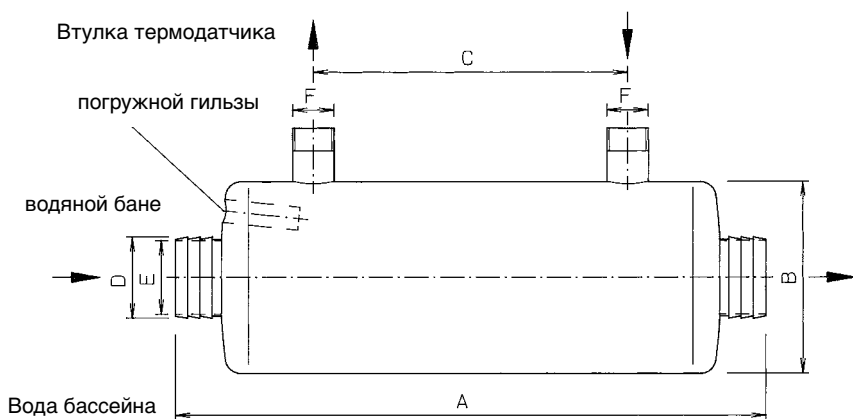 Втулка термодатчика
C
погружной гильзы
F
F
водяной бане
D
E
B
A
Вода бассейна